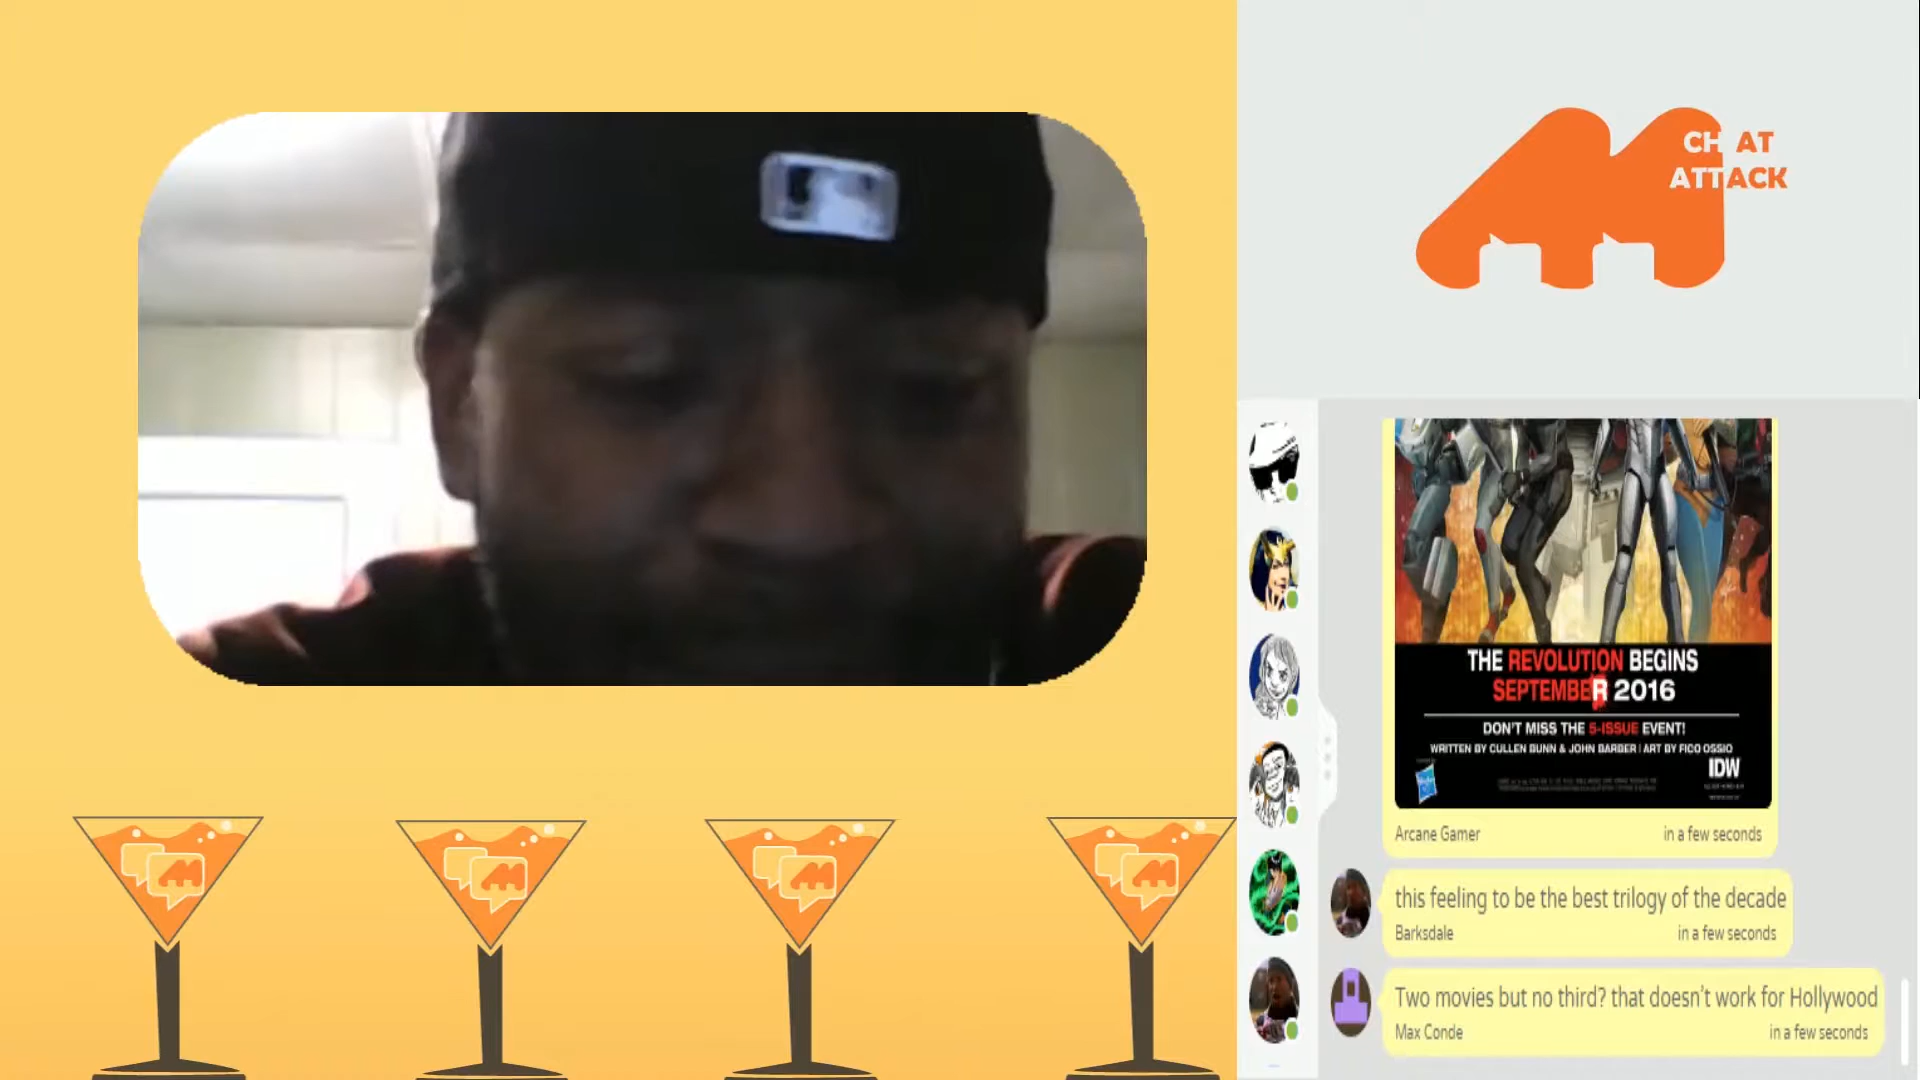 CHAT
ATTACK
THE REVOLUTION BEGINS
SEPTEMBER 2016
DON'T MISS THE 5-ISSUE EVENT!
WRITTEN BY CULLEN BUNN & JOHN BARBER | ART BY FICO OSSIO
IDW
Arcane Gamer in a few seconds
this feeling to be the best trilogy of the decade
Barksdale in a few seconds
Two movies but no third? that doesn't work for Hollywood
Max Conde in a few seconds